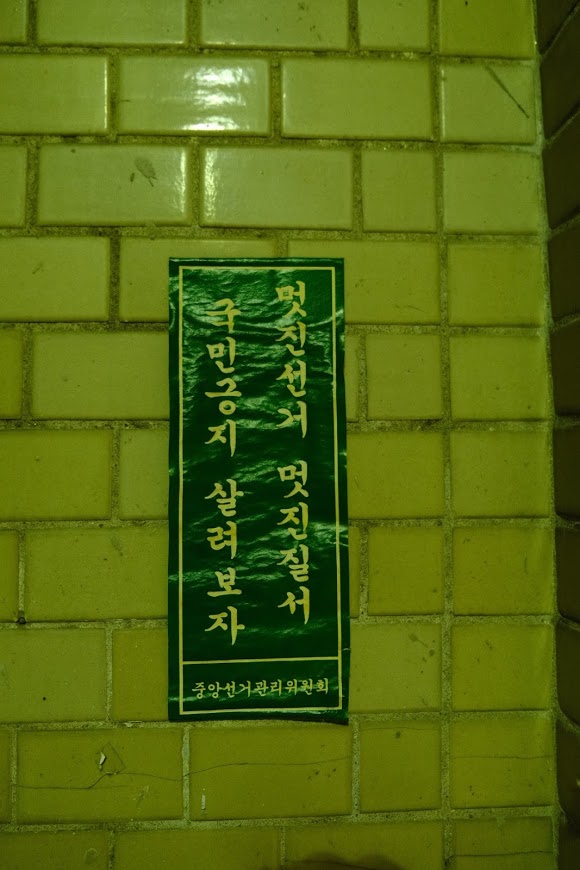 멋진선거 멋진질서
국민긍지 살려보자
중앙선거관리위원회